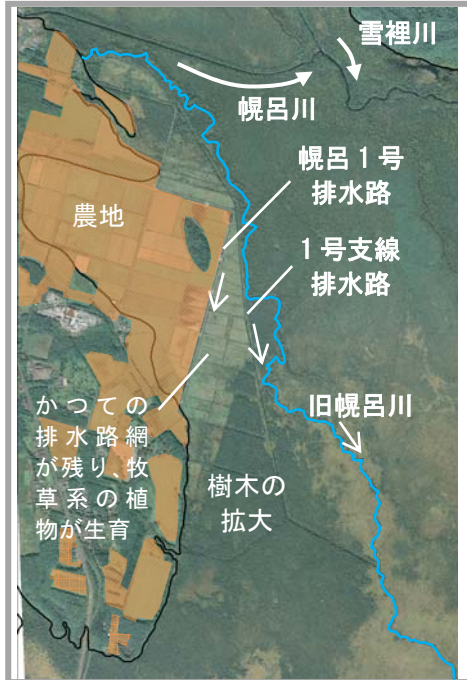 雪裡川
幌呂川
幌呂１号
排水路
農地
１号支線
排水路
かつての
排水路網
が残り、牧
草系の植
物が生育
旧幌呂川
樹木の
拡大